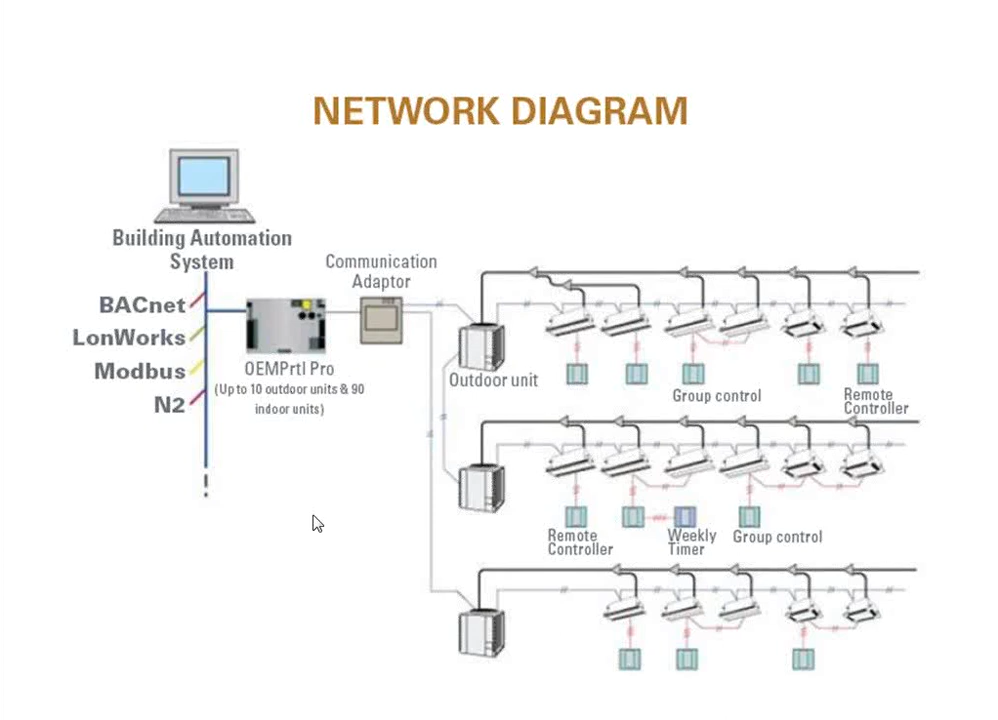 NETWORK DIAGRAM
Building Automation
System
Communication
Adaptor
BACnet
LonWorks
Modbus
N2
OEMPrtl Pro
(Up to 10 outdoor units & 90
indoor units)
Outdoor unit
Group control
Remote
Controller
Remote
Controller
Weekly
Timer
Group control